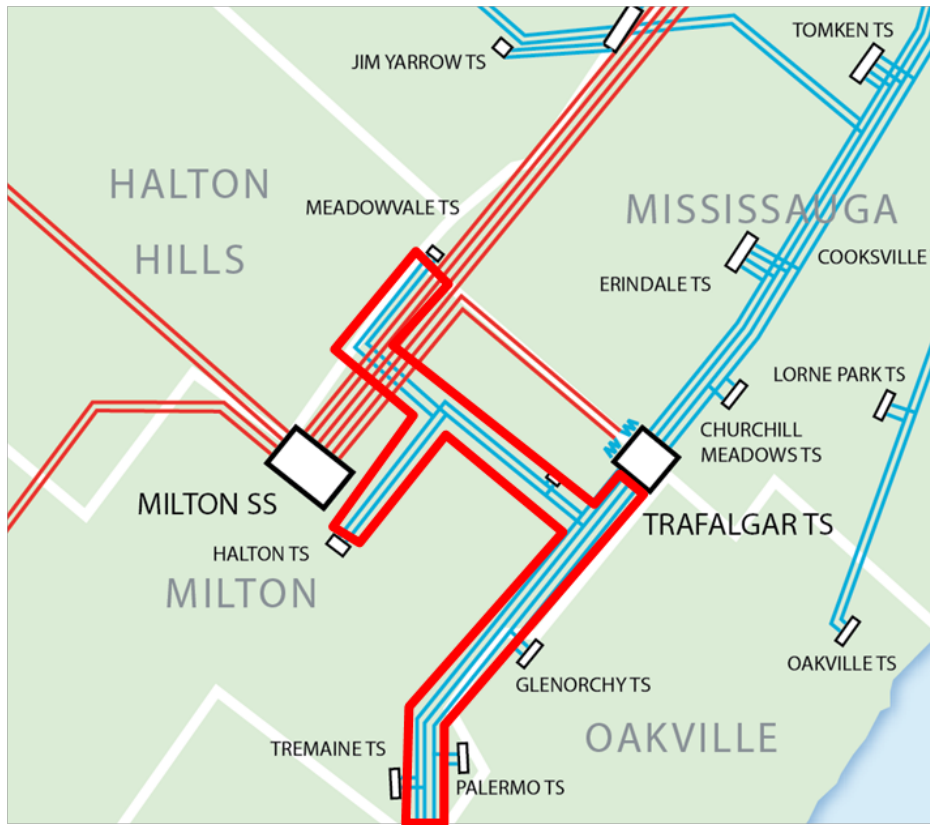 TOMKEN TS
JIM YARROW TS
HALTON
HILLS
MEADOWVALE TS
MISSISSAUGA
COOKSVILLE
ERINDALE TS
LORNE PARK TS
CHURCHILL
MEADOWS TS
MILTON SS
TRAFALGAR TS
HALTON TS
MILTON
OAKVILLE TS
GLENORCHY TS
OAKVILLE
TREMAINE TS
PALERMO TS